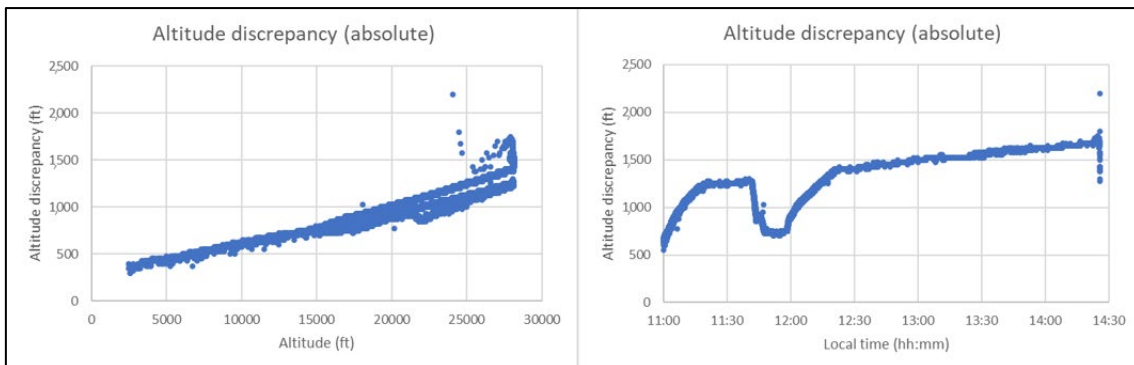 Altitude discrepancy (absolute)
Altitude discrepancy (ft)
2,500
2,000
1,500
1,000
500
0
0 5000 10000 15000 20000 25000 30000
Altitude (ft)
Altitude discrepancy (absolute)
Altitude discrepancy (ft)
2,500
2,000
1,500
1,000
500
0
11:00 11:30 12:00 12:30 13:00 13:30 14:00 14:30
Local time (hh:mm)